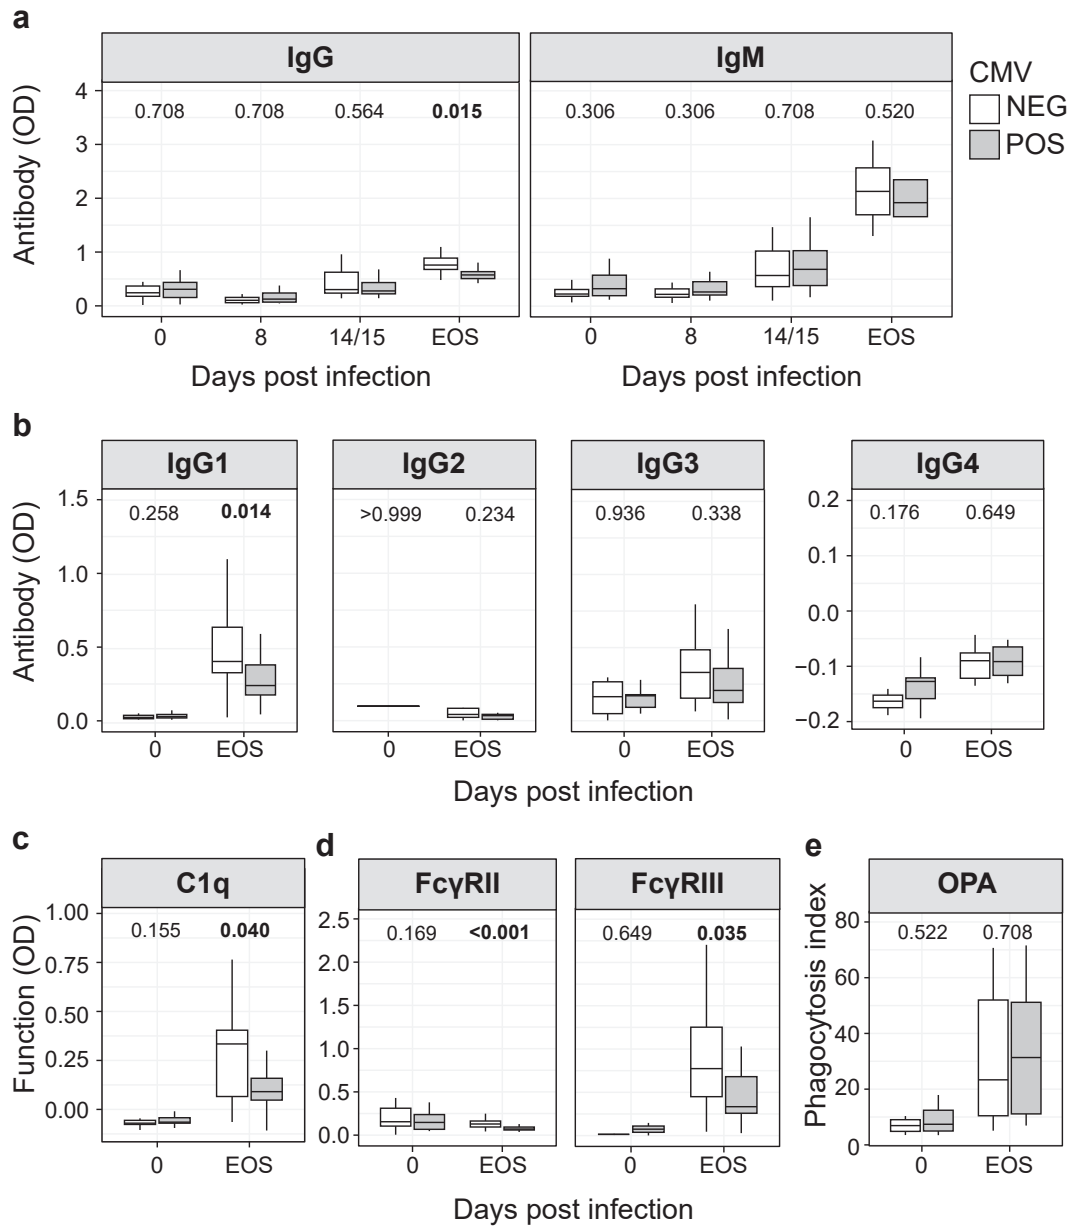 a
IgG
IgM
CMV
NEG
POS
Antibody (OD)
4
3
2
1
0
0.708 0.708 0.564 0.015
0.306 0.306 0.708 0.520
0 8 14/15 EOS
0 8 14/15 EOS
Days post infection
Days post infection
b
IgG1
IgG2
IgG3
IgG4
Antibody (OD)
1.5
1.0
0.5
0.0
0.258 0.014
>0.999 0.234
0.936 0.338
0.2
0.1
0.0
−0.1
−0.2
0.176 0.649
0 EOS
0 EOS
0 EOS
0 EOS
Days post infection
c
C1q
Function (OD)
1.00
0.75
0.50
0.25
0.00
0.155 0.040
0 EOS
d
FcγRII
FcγRIII
2.5
2.0
1.5
1.0
0.5
0.0
0.169 <0.001
0.649 0.035
0 EOS
0 EOS
e
OPA
Phagocytosis index
80
60
40
20
0
0.522 0.708
0 EOS
Days post infection